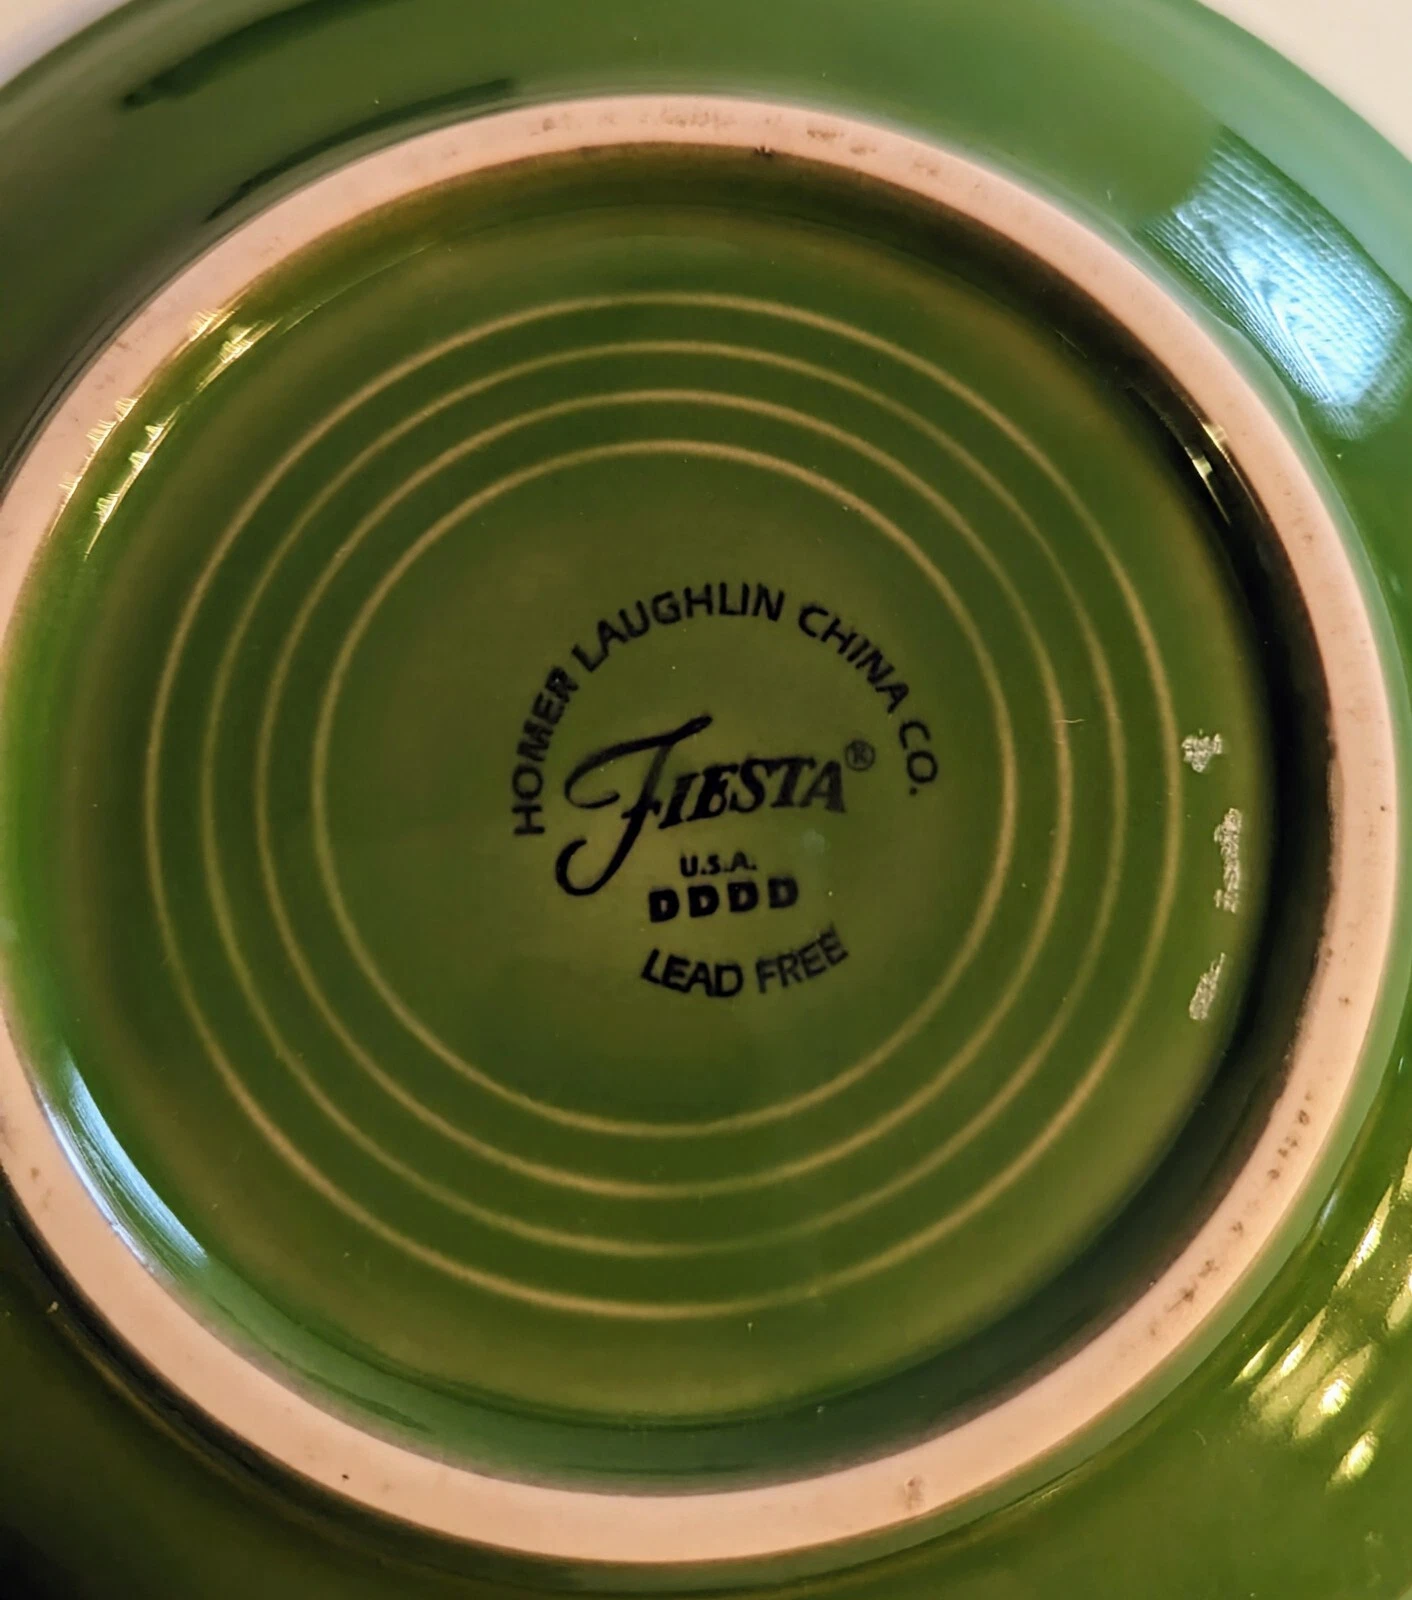 HOMER LAUGHLIN CHINA CO.
FIESTA®
U.S.A.
DDDD
LEAD FREE